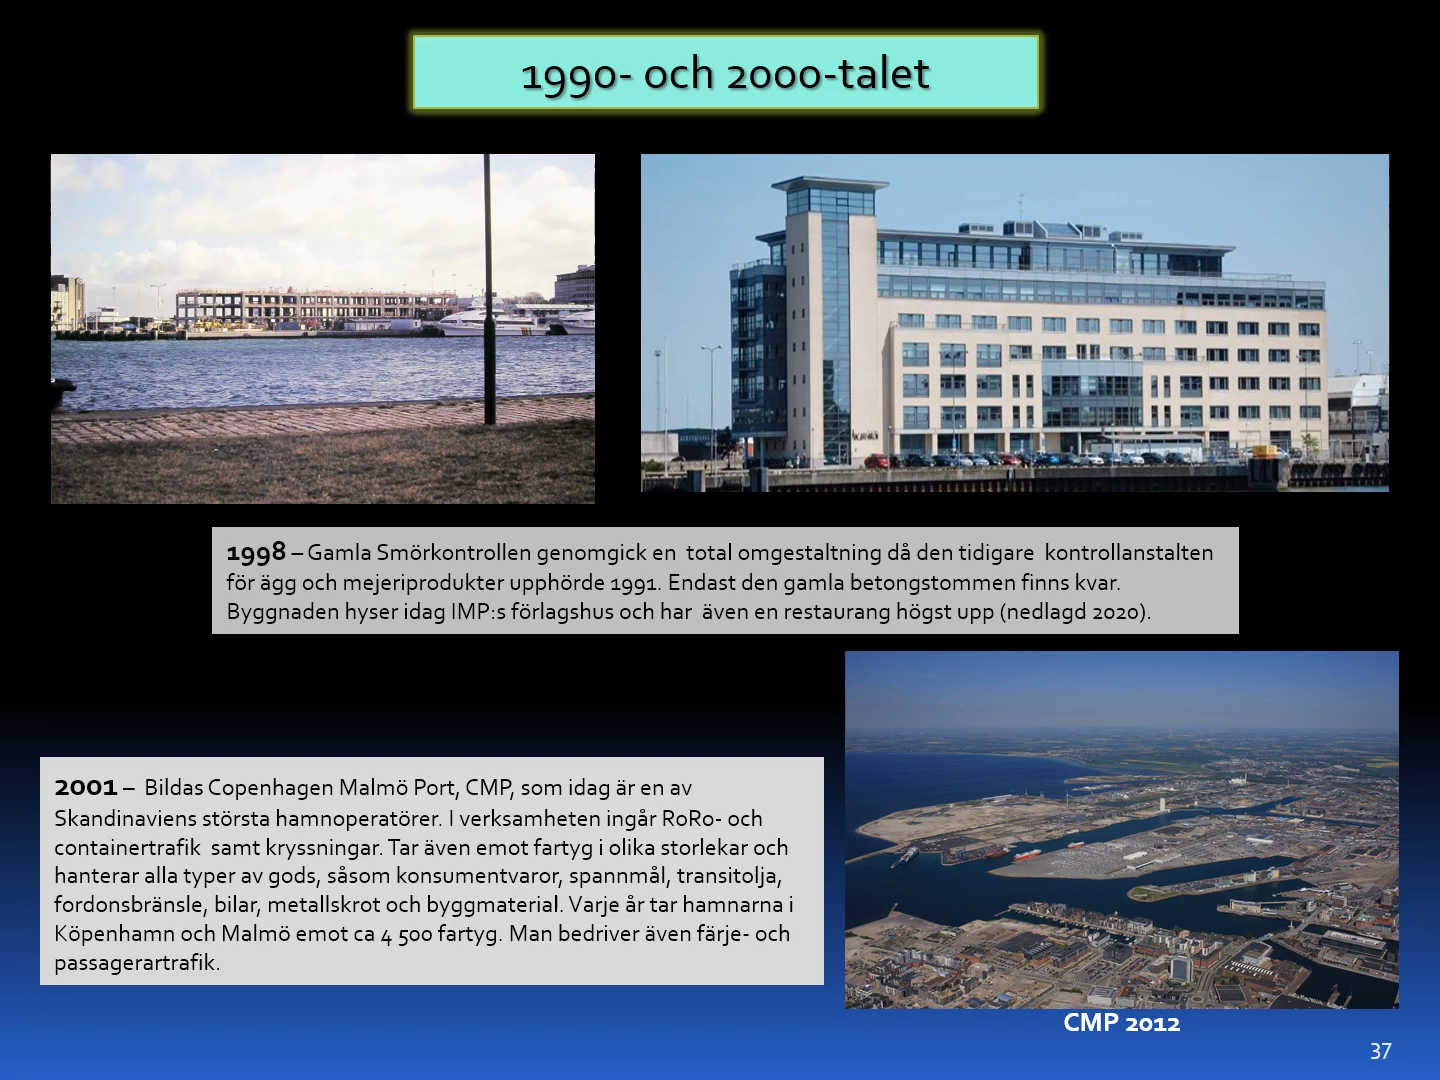 1990- och 2000-talet
1998 – Gamla Smörkontrollen genomgick en total omgestaltning då den tidigare kontrollanstalten
för ägg och mejeriprodukter upphörde 1991. Endast den gamla betongstommen finns kvar.
Byggnaden hyser idag IMP:s förlagshus och har även en restaurang högst upp (nedlagd 2020).
2001 – Bildas Copenhagen Malmö Port, CMP, som idag är en av
Skandinaviens största hamnoperatörer. I verksamheten ingår RoRo- och
containertrafik samt kryssningar. Tar även emot fartyg i olika storlekar och
hanterar alla typer av gods, såsom konsumentvaror, spannmål, transitolja,
fordonsbränsle, bilar, metallskrot och byggmaterial. Varje år tar hamnarna i
Köpenhamn och Malmö emot ca 4 500 fartyg. Man bedriver även färje- och
passagerartrafik.
CMP 2012
37